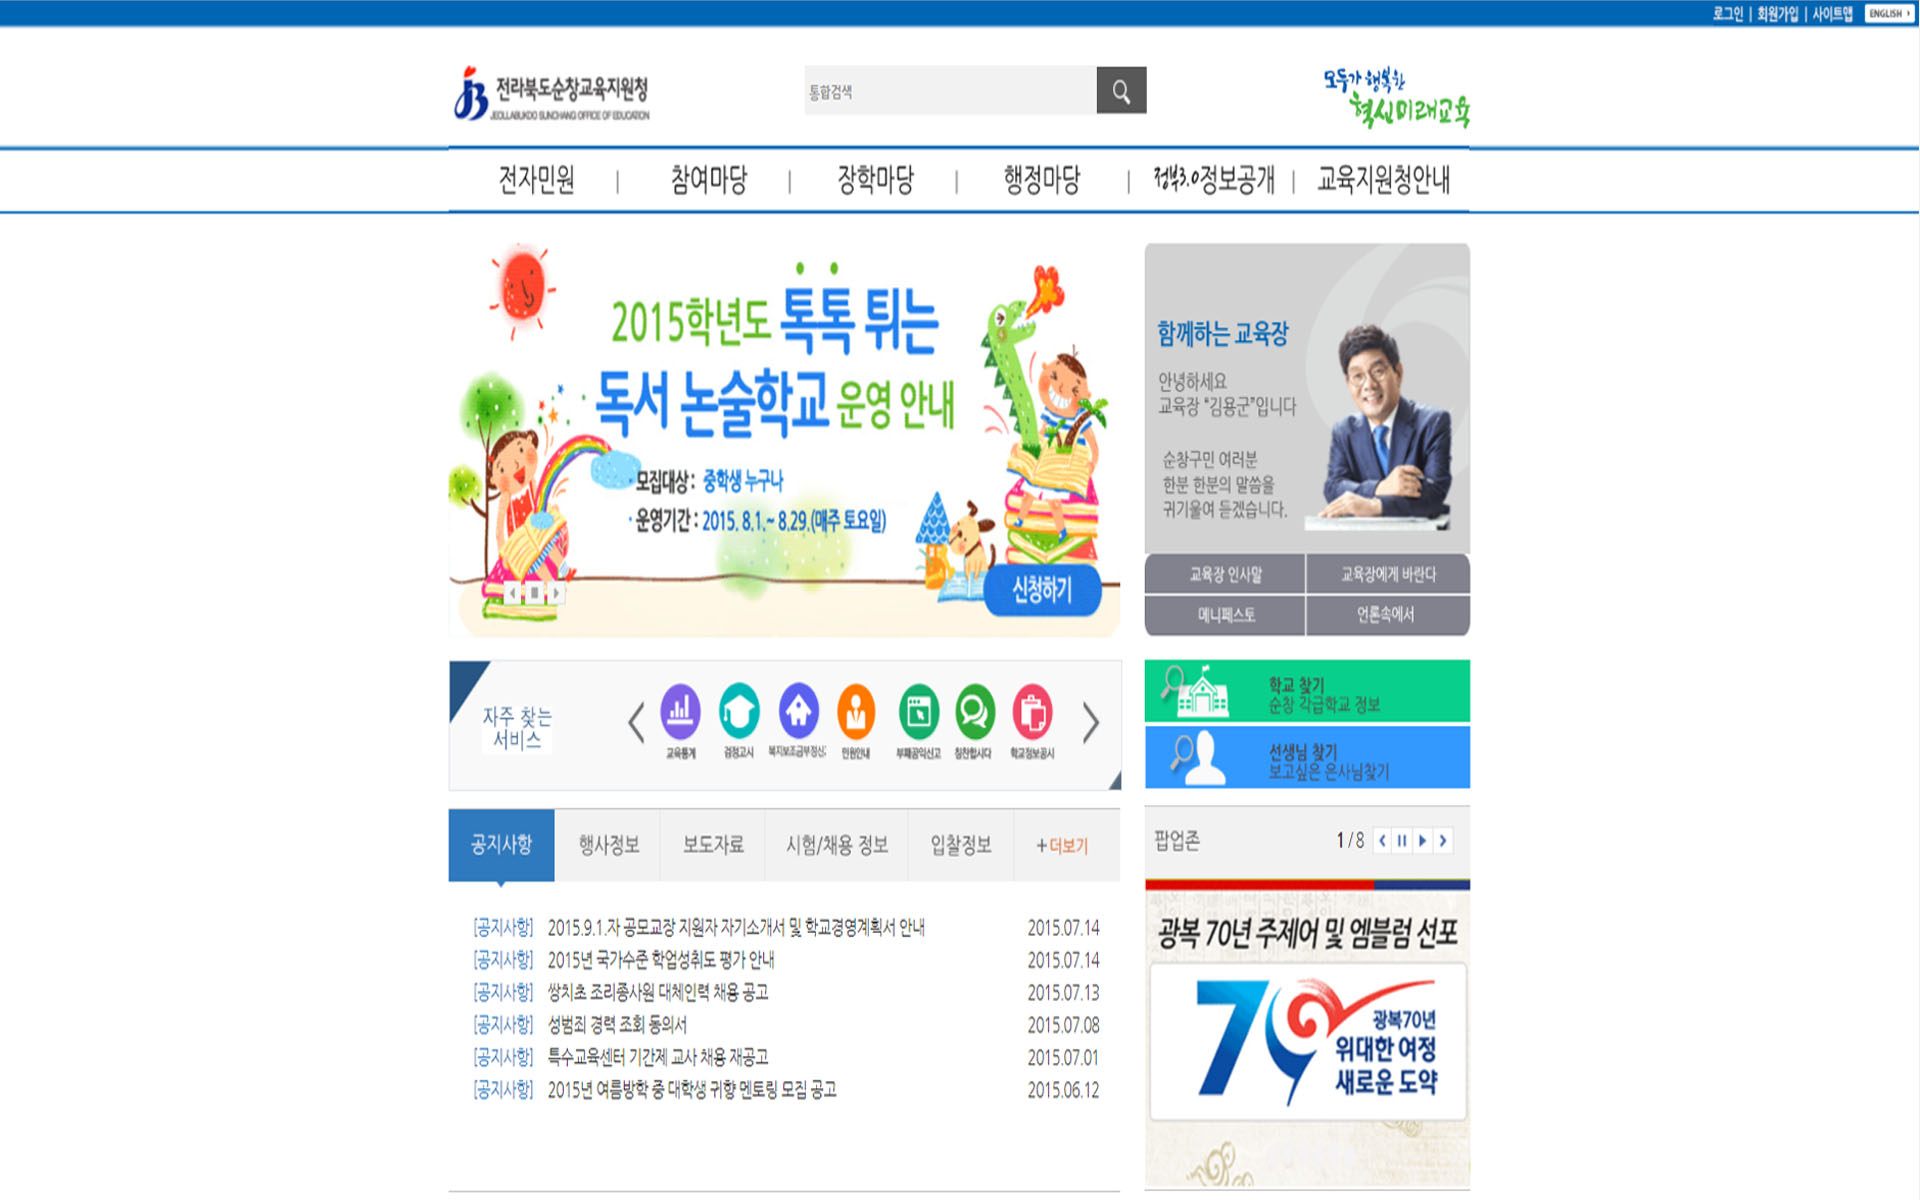 로그인 | 회원가입 | 사이트맵 ENGLISH
전라북도순창교육지원청
JEOLLABUKDO SUNCHANG OFFICE OF EDUCATION
통합검색
모두가 행복한
혁신미래교육
전자민원 | 참여마당 | 장학마당 | 행정마당 | 정부3.0정보공개 | 교육지원청안내
2015학년도 톡톡 튀는
독서 논술학교 운영 안내
· 모집대상 : 중학생 누구나
· 운영기간 : 2015. 8.1.~ 8.29.(매주 토요일)
신청하기
함께하는 교육장
안녕하세요
교육장 “김용군”입니다
순창구민 여러분
한분 한분의 말씀을
귀기울여 듣겠습니다.
교육장 인사말 교육장에게 바란다
메니페스토 언론속에서
자주 찾는
서비스
교육통계 검정고시 복지보조금부정신고 민원안내 부패공익신고 칭찬합시다 학교정보공시
학교 찾기
순창 각급학교 정보
선생님 찾기
보고싶은 은사님찾기
공지사항 행사정보 보도자료 시험/채용 정보 입찰정보 +더보기
[공지사항] 2015.9.1.자 공모교장 지원자 자기소개서 및 학교경영계획서 안내 2015.07.14
[공지사항] 2015년 국가수준 학업성취도 평가 안내 2015.07.14
[공지사항] 쌍치초 조리종사원 대체인력 채용 공고 2015.07.13
[공지사항] 성범죄 경력 조회 동의서 2015.07.08
[공지사항] 특수교육센터 기간제 교사 채용 재공고 2015.07.01
[공지사항] 2015년 여름방학 중 대학생 귀향 멘토링 모집 공고 2015.06.12
팝업존 1 / 8
광복 70년 주제어 및 엠블럼 선포
70
광복70년
위대한 여정
새로운 도약